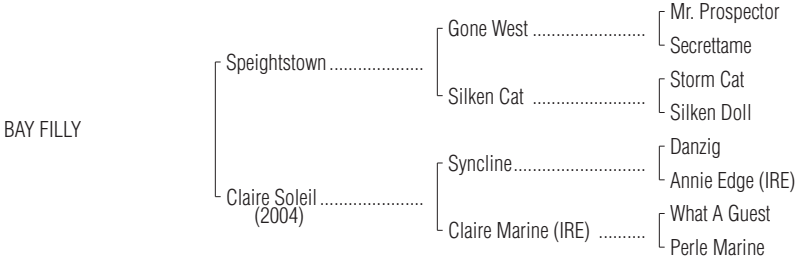 Mr. Prospector
Gone West ........................
Secrettame
Speightstown ....................
Storm Cat
Silken Cat ........................
Silken Doll
BAY FILLY
Danzig
Syncline............................
Annie Edge (IRE)
Claire Soleil ......................
(2004)
What A Guest
Claire Marine (IRE) ..........
Perle Marine